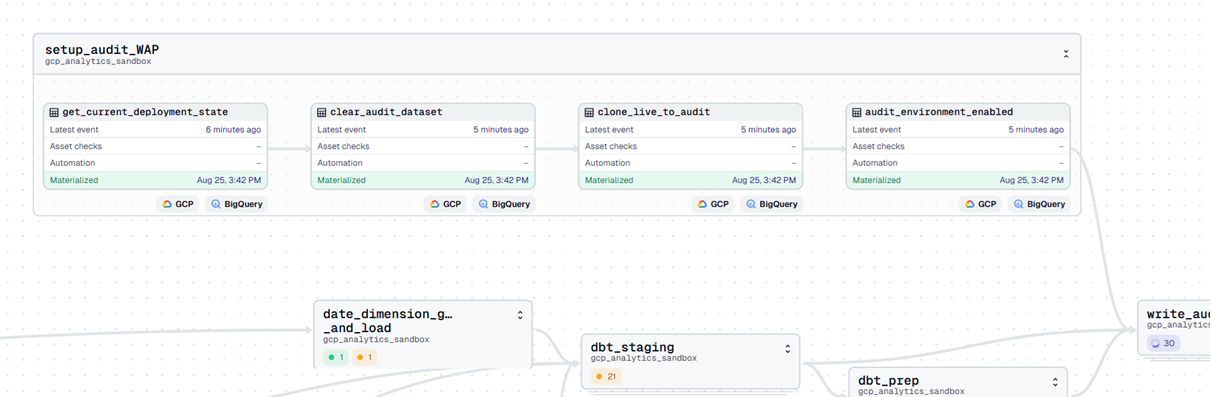 setup_audit_WAP
gcp_analytics_sandbox
get_current_deployment_state
Latest event 6 minutes ago
Asset checks –
Automation –
Materialized Aug 25, 3:42 PM
GCP BigQuery
clear_audit_dataset
Latest event 5 minutes ago
Asset checks –
Automation –
Materialized Aug 25, 3:42 PM
GCP BigQuery
clone_live_to_audit
Latest event 5 minutes ago
Asset checks –
Automation –
Materialized Aug 25, 3:42 PM
GCP BigQuery
audit_environment_enabled
Latest event 5 minutes ago
Asset checks –
Automation –
Materialized Aug 25, 3:42 PM
GCP BigQuery
date_dimension_g…
_and_load
gcp_analytics_sandbox
1 1
dbt_staging
gcp_analytics_sandbox
21
dbt_prep
gcp_analytics_sandbox
write_aud
gcp_analytics
30